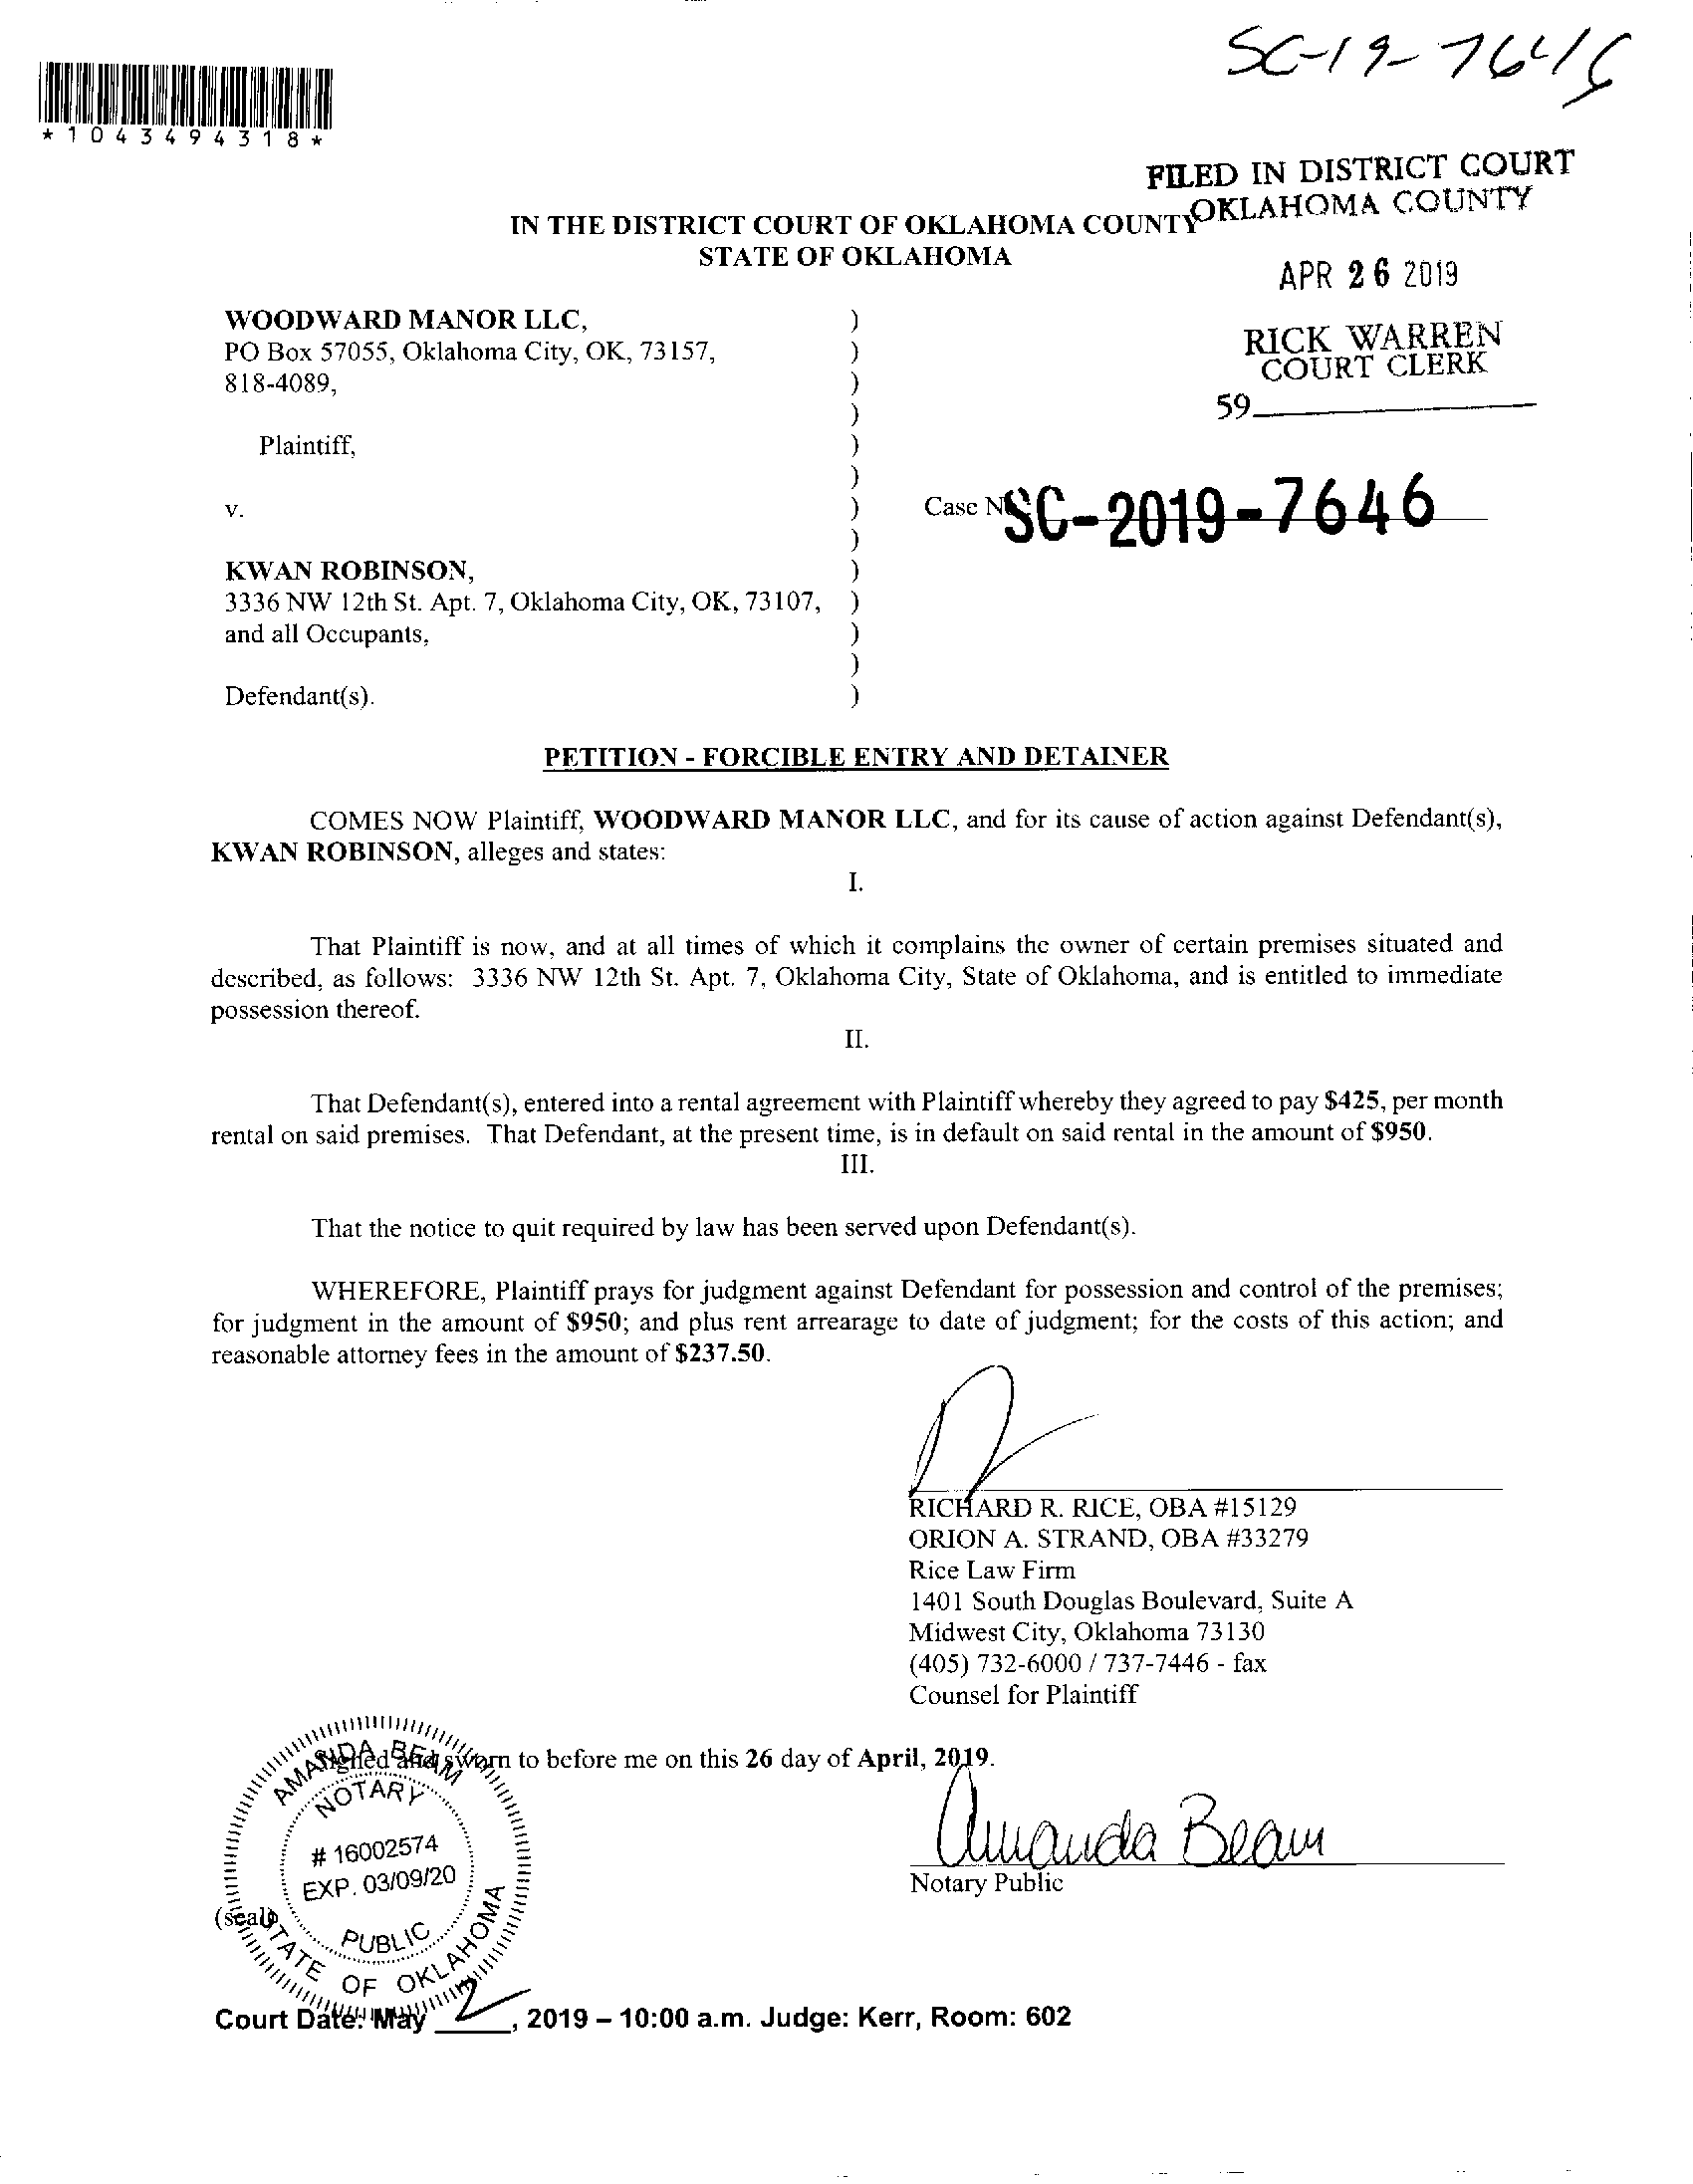 SC-19-7646
*1043494318*
FILED IN DISTRICT COURT
OKLAHOMA COUNTY
IN THE DISTRICT COURT OF OKLAHOMA COUNTY
STATE OF OKLAHOMA
APR 26 2019
RICK WARREN
COURT CLERK
59
WOODWARD MANOR LLC, )
PO Box 57055, Oklahoma City, OK, 73157, )
818-4089, )
)
Plaintiff, )
)
v. )
Case No SC-2019-7646
)
KWAN ROBINSON, )
3336 NW 12th St. Apt. 7, Oklahoma City, OK, 73107, )
and all Occupants, )
)
Defendant(s). )
PETITION - FORCIBLE ENTRY AND DETAINER
COMES NOW Plaintiff, WOODWARD MANOR LLC, and for its cause of action against Defendant(s),
KWAN ROBINSON, alleges and states:
I.
That Plaintiff is now, and at all times of which it complains the owner of certain premises situated and
described, as follows: 3336 NW 12th St. Apt. 7, Oklahoma City, State of Oklahoma, and is entitled to immediate
possession thereof.
II.
That Defendant(s), entered into a rental agreement with Plaintiff whereby they agreed to pay $425, per month
rental on said premises. That Defendant, at the present time, is in default on said rental in the amount of $950.
III.
That the notice to quit required by law has been served upon Defendant(s).
WHEREFORE, Plaintiff prays for judgment against Defendant for possession and control of the premises;
for judgment in the amount of $950; and plus rent arrearage to date of judgment; for the costs of this action; and
reasonable attorney fees in the amount of $237.50.
RICHARD R. RICE, OBA #15129
ORION A. STRAND, OBA #33279
Rice Law Firm
1401 South Douglas Boulevard, Suite A
Midwest City, Oklahoma 73130
(405) 732-6000 / 737-7446 - fax
Counsel for Plaintiff
Signed and sworn to before me on this 26 day of April, 2019.
Amanda Beam
Notary Public
AMANDA BEAM
NOTARY
# 16002574
EXP. 03/09/20
PUBLIC
STATE OF OKLAHOMA
(seal)
Court Date: May 2, 2019 – 10:00 a.m. Judge: Kerr, Room: 602